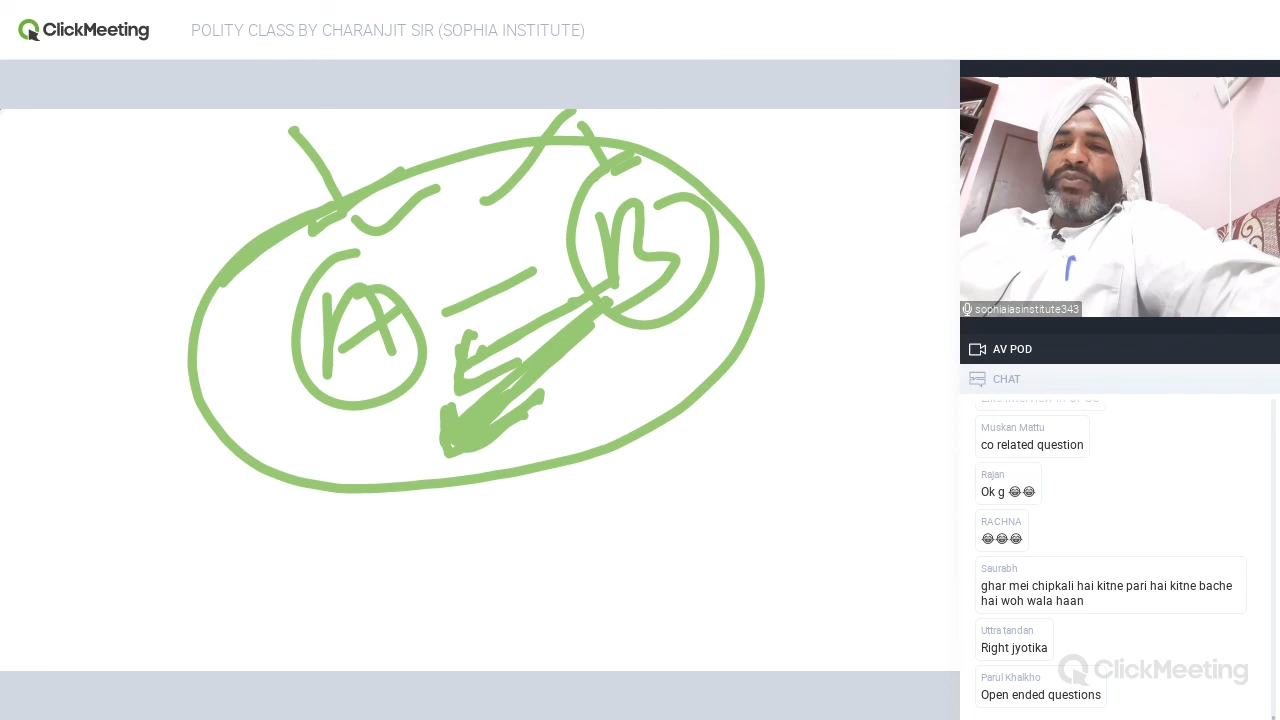 ClickMeeting
POLITY CLASS BY CHARANJIT SIR (SOPHIA INSTITUTE)
A
B
sophiaiasinstitute343
AV POD
CHAT
Muskan Mattu
co related question
Rajan
Ok g 😂😂
RACHNA
😂😂😂
Saurabh
ghar mei chipkali hai kitne pari hai kitne bache
hai woh wala haan
Uttra tandan
Right jyotika
Parul Khalkho
Open ended questions
ClickMeeting